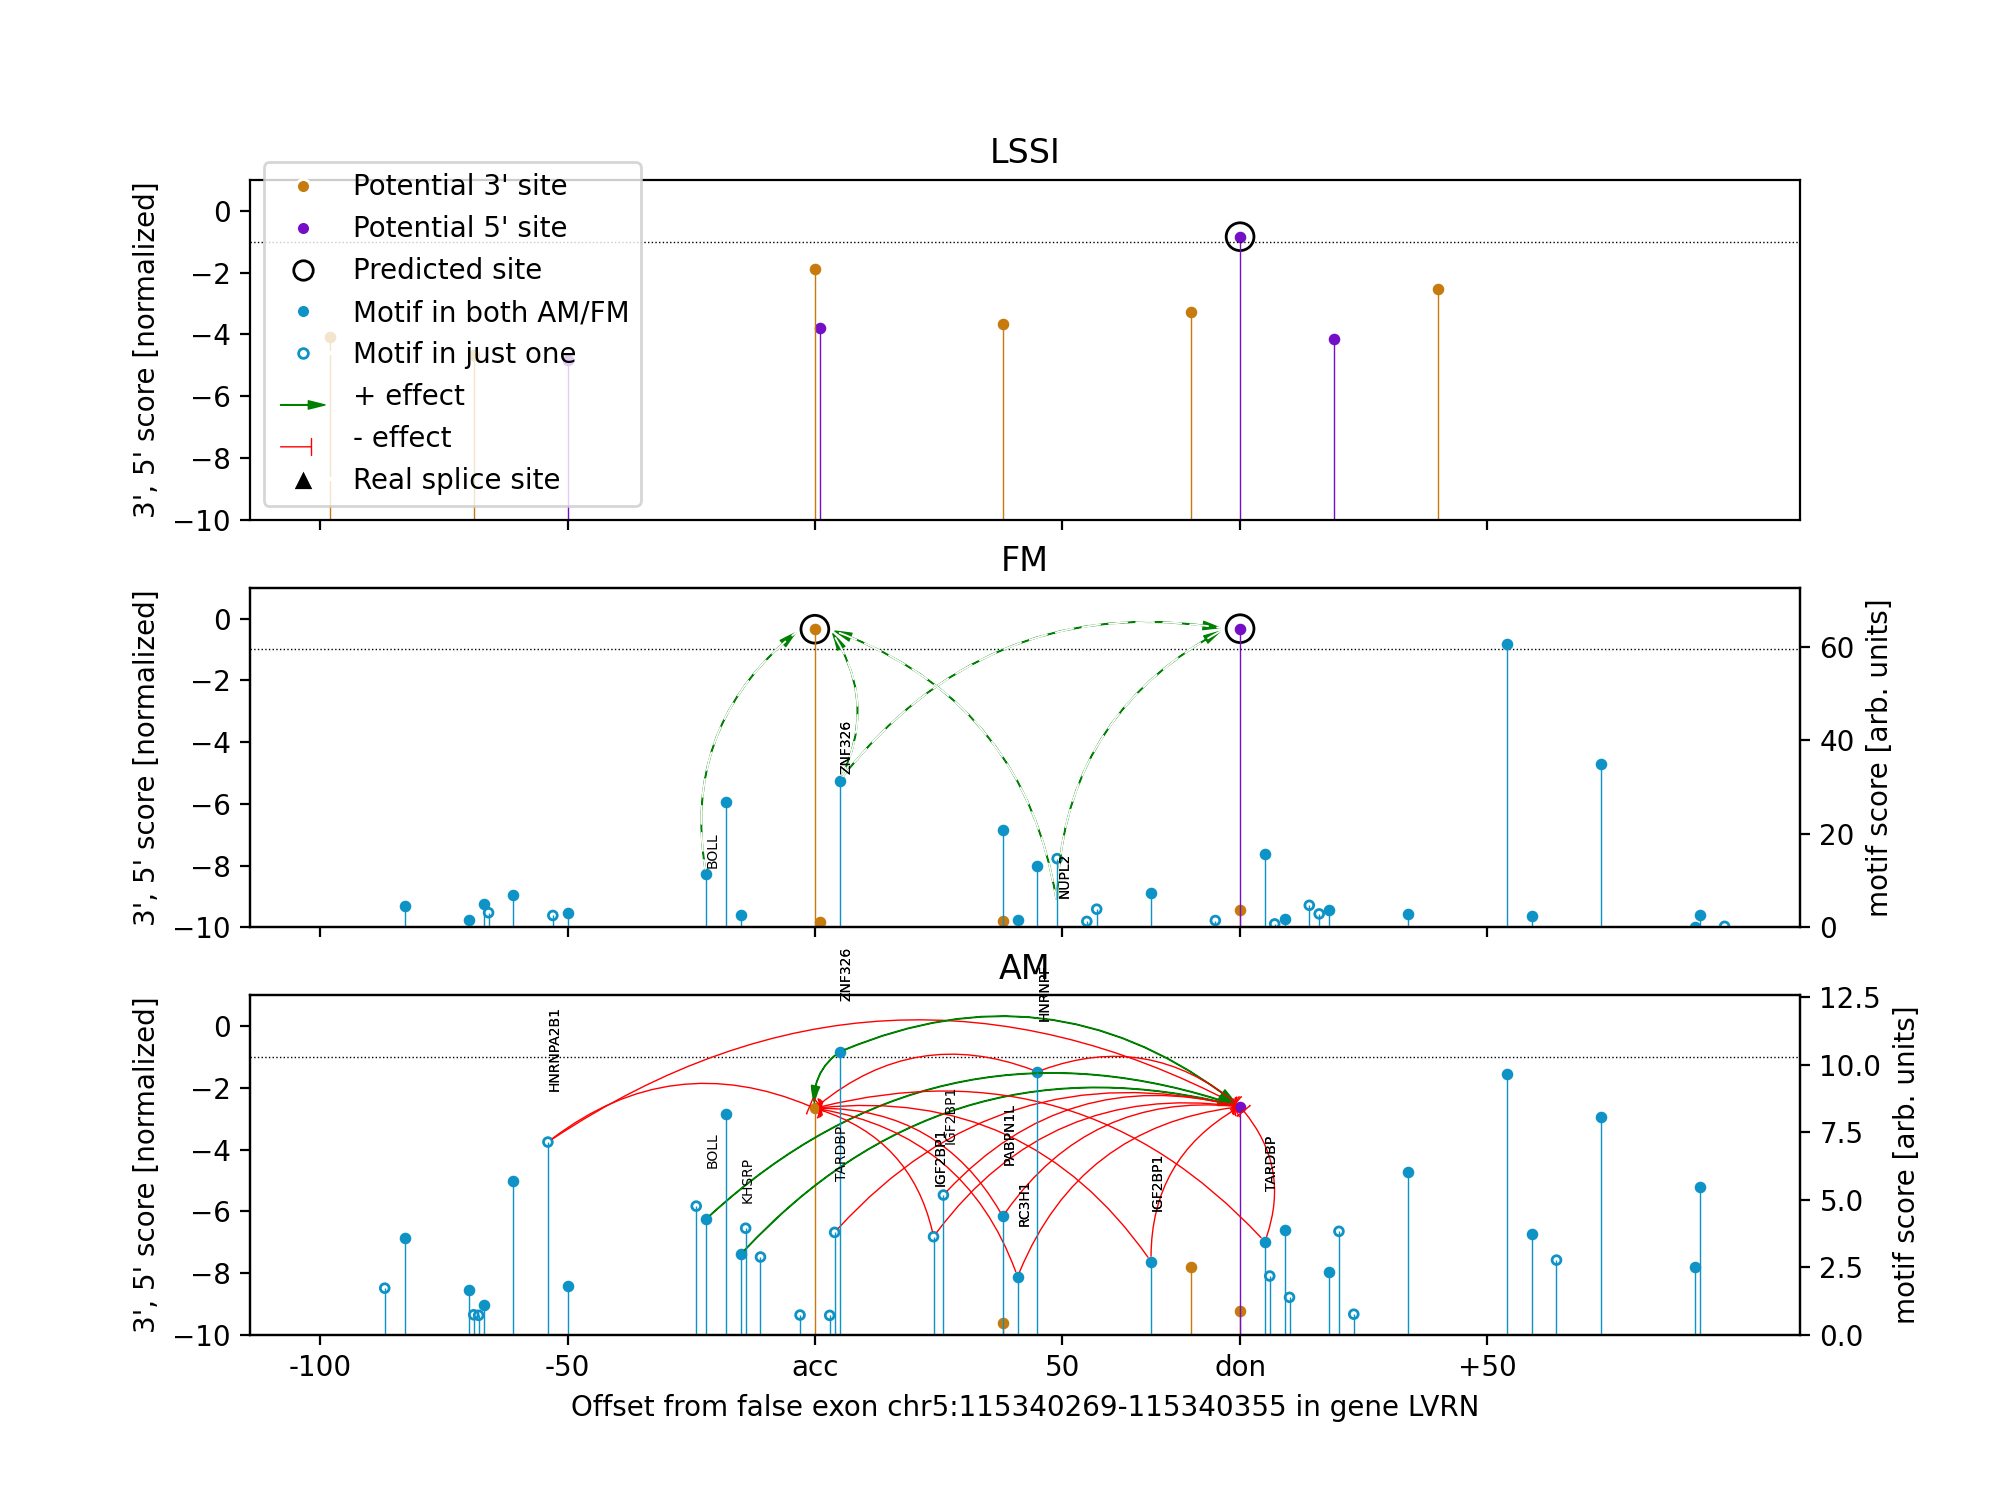 LSSI
3', 5' score [normalized]
0
−2
−4
−6
−8
−10
Potential 3' site
Potential 5' site
Predicted site
Motif in both AM/FM
Motif in just one
+ effect
- effect
Real splice site
FM
3', 5' score [normalized]
0
−2
−4
−6
−8
−10
BOLL
ZNF326
NUPL2
60
40
20
0
motif score [arb. units]
AM
3', 5' score [normalized]
0
−2
−4
−6
−8
−10
HNRNPA2B1
BOLL
KHSRP
TARDBP
ZNF326
IGF2BP1
IGF2BP1
PABPN1L
RC3H1
IGF2BP1
TARDBP
12.5
10.0
7.5
5.0
2.5
0.0
motif score [arb. units]
-100
-50
acc
50
don
+50
Offset from false exon chr5:115340269-115340355 in gene LVRN